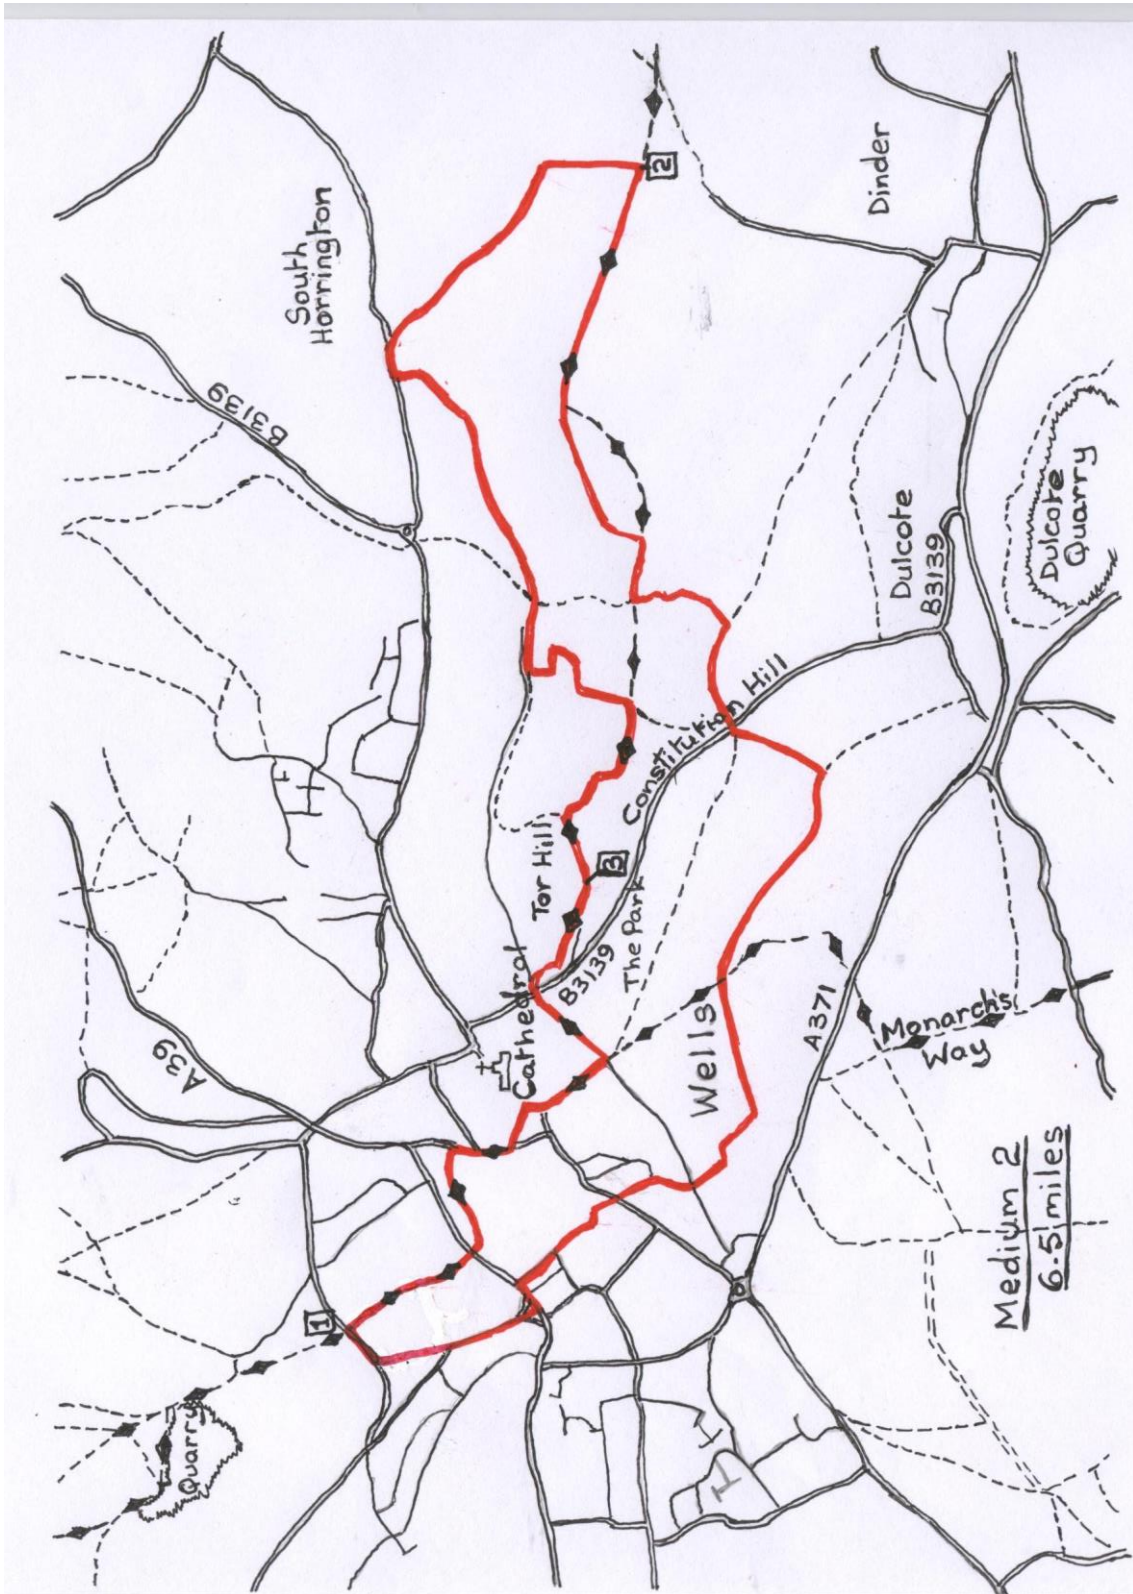 Quarry
A39
B3139
South
Horrington
1
Cathedral
Tor Hill
B3139
3
The Park
Constitution Hill
2
Wells
A371
Dulcote
B3139
Dinder
Monarch's
Way
Medium 2
6.5 miles
Dulcote
Quarry